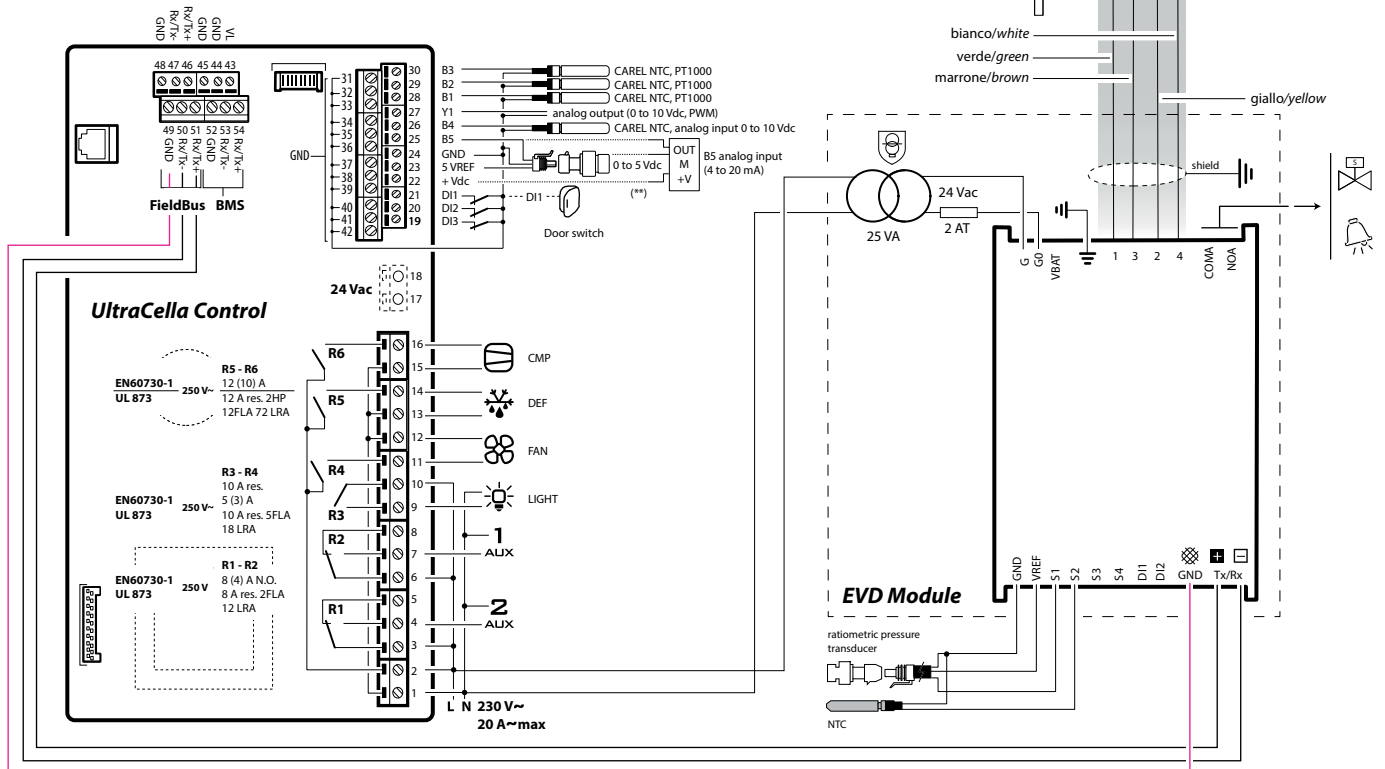 GND
Rx/Tx-
Rx/Tx+
GND
GND
VL
48 47 46 45 44 43
49 50 51 52 53 54
GND
Rx/Tx-
Rx/Tx+
GND
Rx/Tx-
Rx/Tx+
FieldBus BMS
31
32
33
34
35
36
37
38
39
40
41
42
GND
30
29
28
27
26
25
24
23
22
21
20
19
B3
B2
B1
Y1
B4
B5
GND
5 VREF
+ Vdc
DI1
DI2
DI3
CAREL NTC, PT1000
CAREL NTC, PT1000
CAREL NTC, PT1000
analog output (0 to 10 Vdc, PWM)
CAREL NTC, analog input 0 to 10 Vdc
0 to 5 Vdc
OUT
M
+V
B5 analog input
(4 to 20 mA)
(**)
DI1
Door switch
24 Vac
18
17
UltraCella Control
EN60730-1
UL 873
250 V~
R5 - R6
12 (10) A
12 A res. 2HP
12FLA 72 LRA
EN60730-1
UL 873
250 V~
R3 - R4
10 A res.
5 (3) A
10 A res. 5FLA
18 LRA
EN60730-1
UL 873
250 V
R1 - R2
8 (4) A N.O.
8 A res. 2FLA
12 LRA
R6
R5
R4
R3
R2
R1
16
15
14
13
12
11
10
9
8
7
6
5
4
3
2
1
CMP
DEF
FAN
LIGHT
1
AUX
2
AUX
L N 230 V~
20 A~max
bianco/white
verde/green
marrone/brown
giallo/yellow
shield
S
25 VA
24 Vac
2 AT
G
G0
VBAT
1 3 2 4
COMA
NOA
EVD Module
GND
VREF
S1
S2
S3
S4
DI1
DI2
GND
Tx/Rx
ratiometric pressure
transducer
NTC